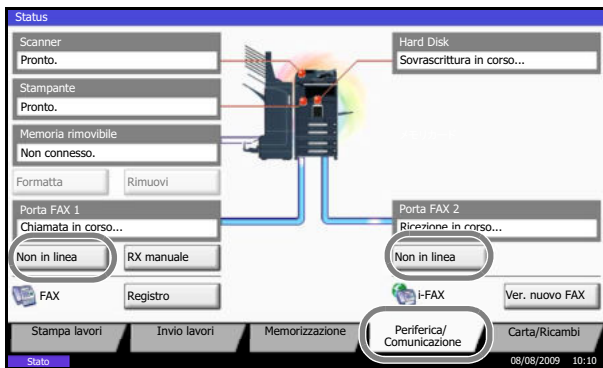 Status
Scanner
Pronto.
Hard Disk
Sovrascrittura in corso...
Stampante
Pronto.
Memoria rimovibile
Non connesso.
Formatta
Rimuovi
Porta FAX 1
Chiamata in corso...
Porta FAX 2
Ricezione in corso...
Non in linea
RX manuale
Non in linea
FAX
Registro
i-FAX
Ver. nuovo FAX
Stampa lavori
Invio lavori
Memorizzazione
Periferica/
Comunicazione
Carta/Ricambi
Stato
08/08/2009 10:10